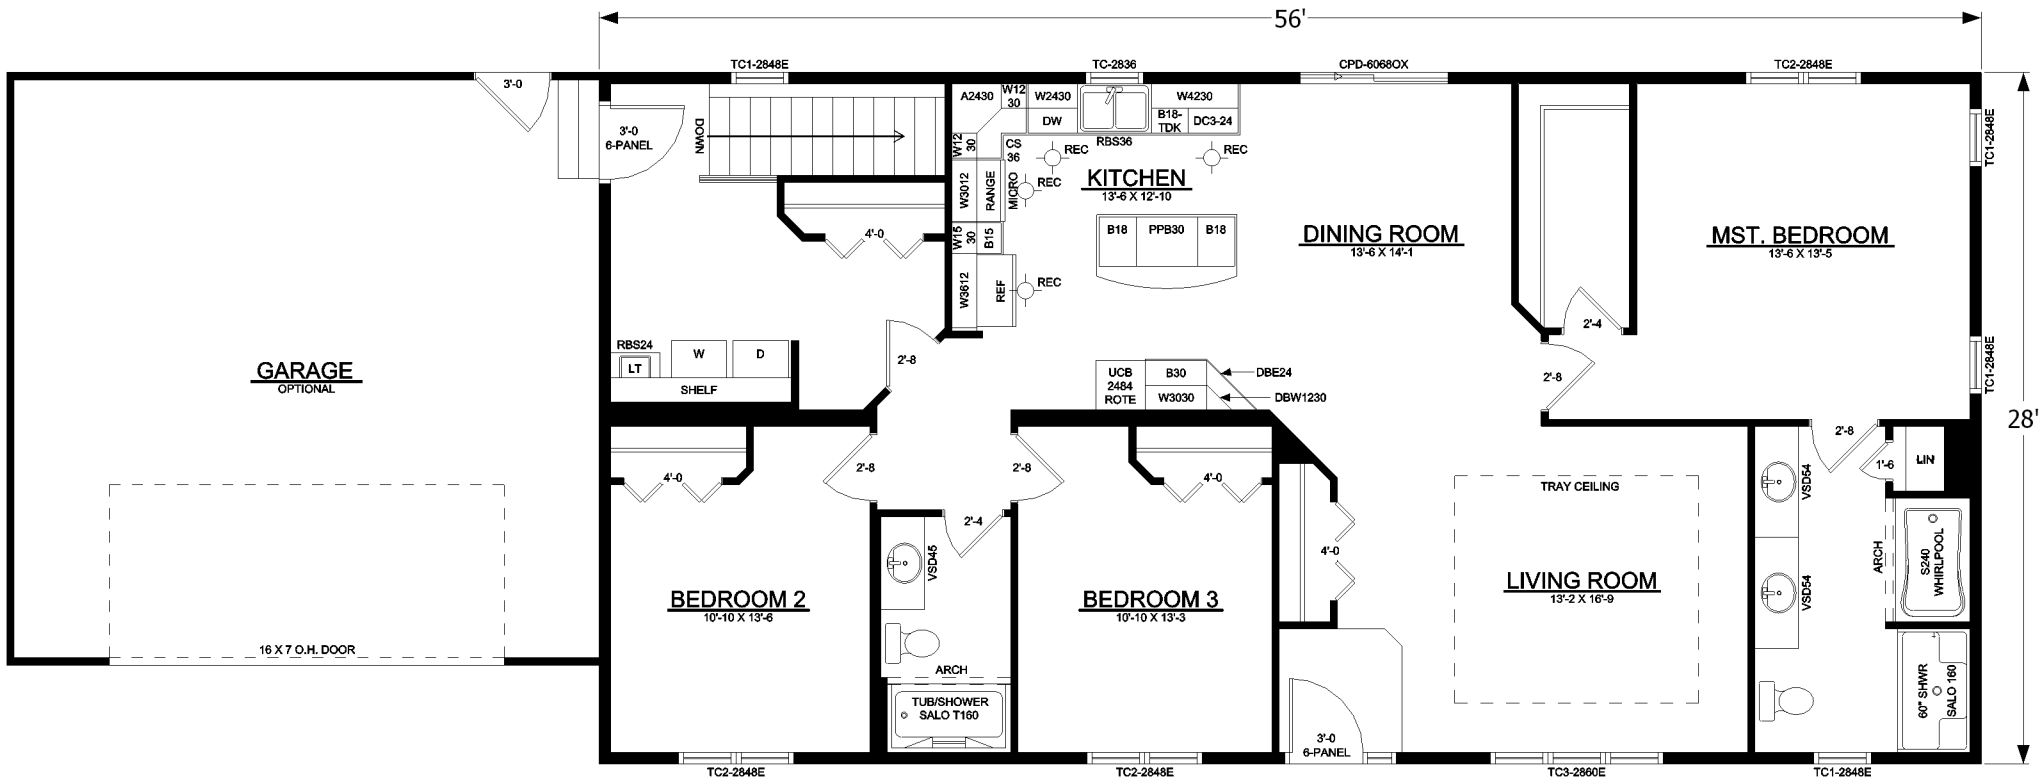 56'
TC1-2848E
TC-2836
CPD-6068OX
TC2-2848E
3'-0
3'-0
6-PANEL
DOWN
A2430
W12
30
W2430
W4230
DW
B18-
TDK
DC3-24
RBS36
W12
30
CS
36
REC
REC
REC
REC
W3012
RANGE
MICRO
W15
30
B15
W3612
REF
KITCHEN
13'-6 X 12'-10
B18
PPB30
B18
DINING ROOM
13'-6 X 14'-1
MST. BEDROOM
13'-6 X 13'-5
TC1-2848E
TC1-2848E
28'
4'-0
2'-4
2'-8
2'-8
RBS24
LT
W
D
SHELF
GARAGE
OPTIONAL
UCB
2484
ROTE
B30
W3030
DBE24
DBW1230
4'-0
2'-8
2'-8
4'-0
2'-4
2'-8
1'-6
LIN
VSD54
VSD54
ARCH
S240
WHIRLPOOL
60" SHWR
SALO 160
TRAY CEILING
LIVING ROOM
13'-2 X 16'-9
4'-0
BEDROOM 2
10'-10 X 13'-6
VSD45
BEDROOM 3
10'-10 X 13'-3
ARCH
TUB/SHOWER
SALO T160
16 X 7 O.H. DOOR
3'-0
6-PANEL
TC2-2848E
TC2-2848E
TC3-2860E
TC1-2848E